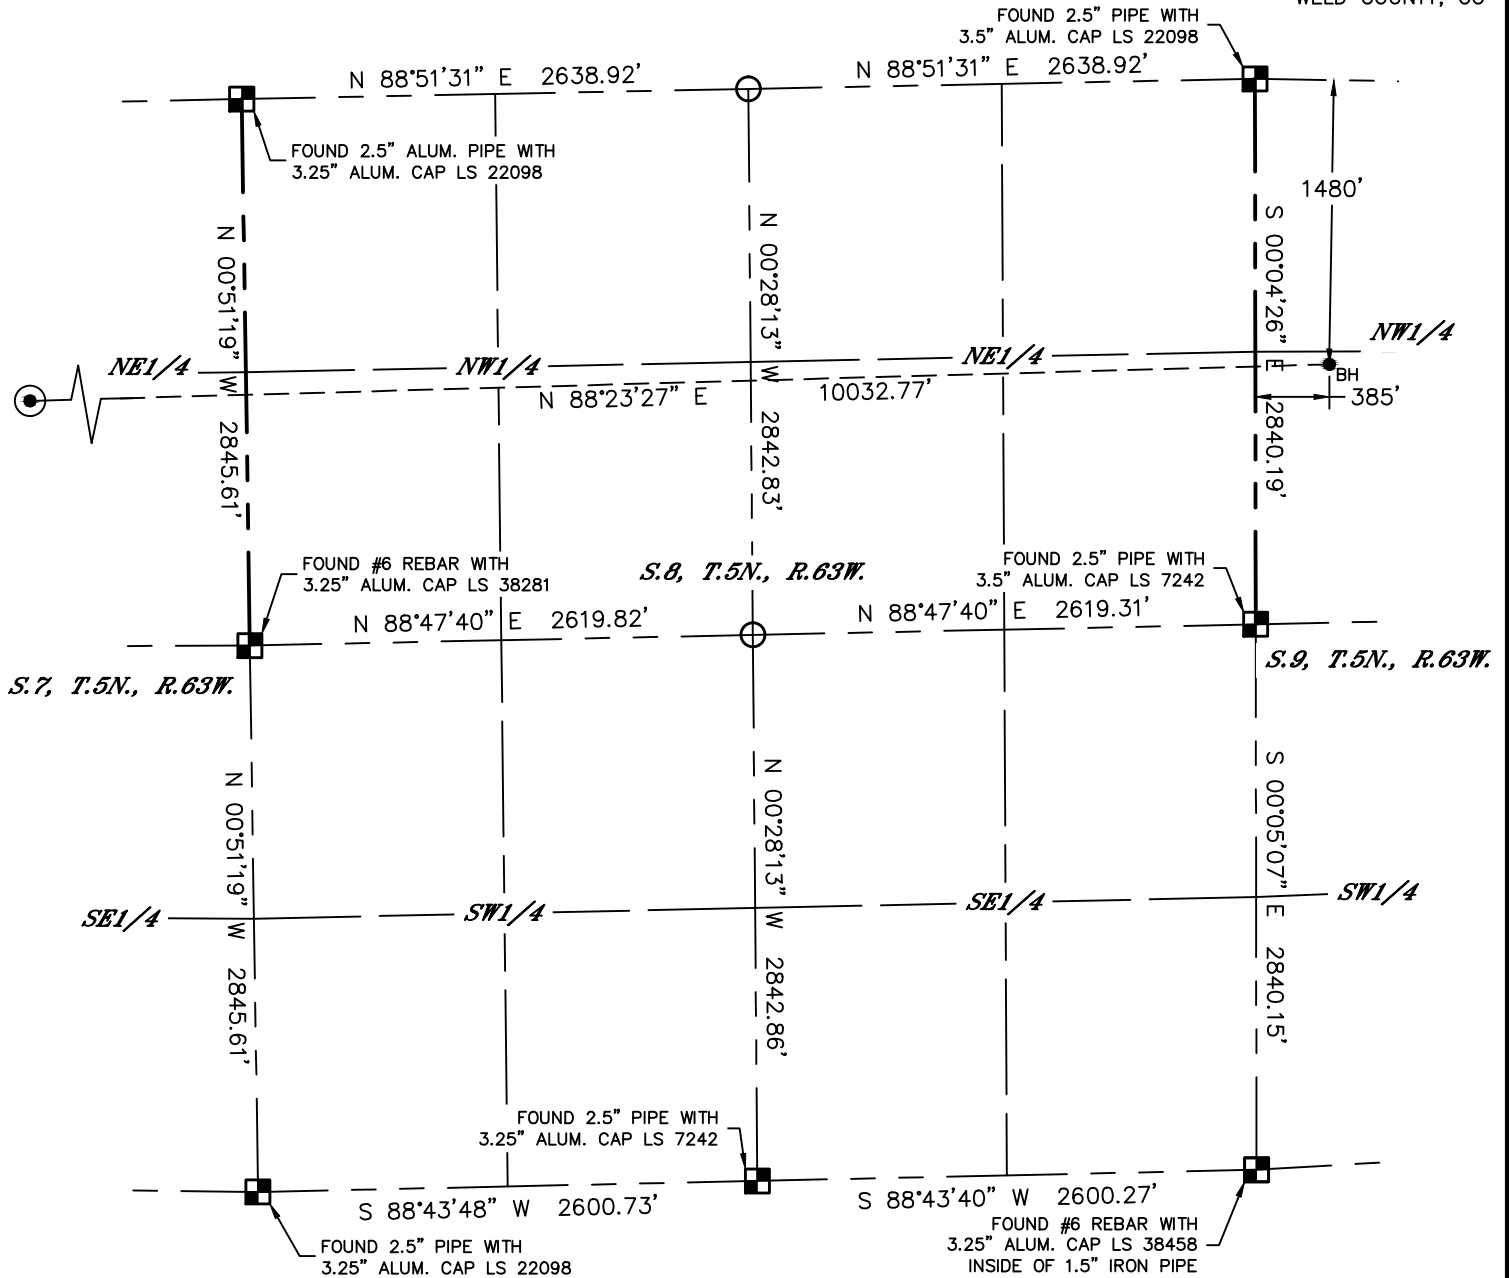 FOUND 2.5" PIPE WITH
3.5" ALUM. CAP LS 22098
N 88°51'31" E 2638.92'
N 88°51'31" E 2638.92'
FOUND 2.5" ALUM. PIPE WITH
3.25" ALUM. CAP LS 22098
1480'
N 00°51'19" W 2845.61'
N 00°28'13" W 2842.83'
S 00°04'26" E 2840.19'
NE1/4
NW1/4
NE1/4
NW1/4
BH
N 88°23'27" E 10032.77'
385'
FOUND #6 REBAR WITH
3.25" ALUM. CAP LS 38281
S.8, T.5N., R.63W.
FOUND 2.5" PIPE WITH
3.5" ALUM. CAP LS 7242
N 88°47'40" E 2619.82'
N 88°47'40" E 2619.31'
S.7, T.5N., R.63W.
S.9, T.5N., R.63W.
N 00°51'19" W 2845.61'
N 00°28'13" W 2842.86'
S 00°05'07" E 2840.15'
SE1/4
SW1/4
SE1/4
SW1/4
FOUND 2.5" PIPE WITH
3.25" ALUM. CAP LS 7242
S 88°43'48" W 2600.73'
S 88°43'40" W 2600.27'
FOUND 2.5" PIPE WITH
3.25" ALUM. CAP LS 22098
FOUND #6 REBAR WITH
3.25" ALUM. CAP LS 38458
INSIDE OF 1.5" IRON PIPE